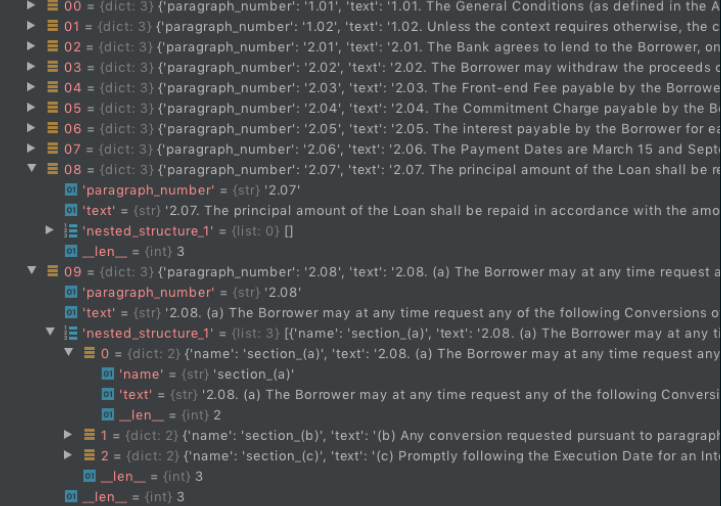 00 = {dict: 3} {'paragraph_number': '1.01', 'text': '1.01. The General Conditions (as defined in the A
01 = {dict: 3} {'paragraph_number': '1.02', 'text': '1.02. Unless the context requires otherwise, the c
02 = {dict: 3} {'paragraph_number': '2.01', 'text': '2.01. The Bank agrees to lend to the Borrower, on
03 = {dict: 3} {'paragraph_number': '2.02', 'text': '2.02. The Borrower may withdraw the proceeds o
04 = {dict: 3} {'paragraph_number': '2.03', 'text': '2.03. The Front-end Fee payable by the Borrowe
05 = {dict: 3} {'paragraph_number': '2.04', 'text': '2.04. The Commitment Charge payable by the B
06 = {dict: 3} {'paragraph_number': '2.05', 'text': '2.05. The interest payable by the Borrower for ea
07 = {dict: 3} {'paragraph_number': '2.06', 'text': '2.06. The Payment Dates are March 15 and Sept
08 = {dict: 3} {'paragraph_number': '2.07', 'text': '2.07. The principal amount of the Loan shall be re
'paragraph_number' = {str} '2.07'
'text' = {str} '2.07. The principal amount of the Loan shall be repaid in accordance with the amo
'nested_structure_1' = {list: 0} []
__len__ = {int} 3
09 = {dict: 3} {'paragraph_number': '2.08', 'text': '2.08. (a) The Borrower may at any time request a
'paragraph_number' = {str} '2.08'
'text' = {str} '2.08. (a) The Borrower may at any time request any of the following Conversions o
'nested_structure_1' = {list: 3} [{'name': 'section_(a)', 'text': '2.08. (a) The Borrower may at any ti
0 = {dict: 2} {'name': 'section_(a)', 'text': '2.08. (a) The Borrower may at any time request any
'name' = {str} 'section_(a)'
'text' = {str} '2.08. (a) The Borrower may at any time request any of the following Conversi
__len__ = {int} 2
1 = {dict: 2} {'name': 'section_(b)', 'text': '(b) Any conversion requested pursuant to paragraph
2 = {dict: 2} {'name': 'section_(c)', 'text': '(c) Promptly following the Execution Date for an Int
__len__ = {int} 3
__len__ = {int} 3